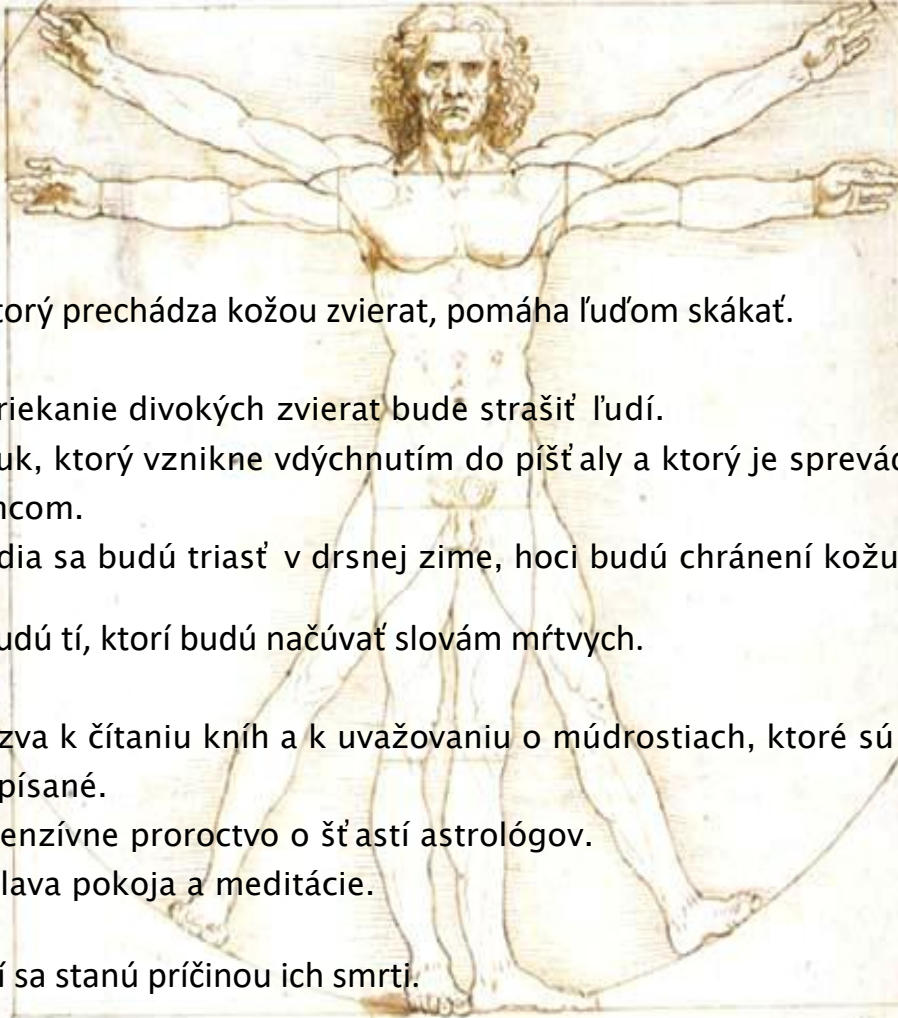 torý prechádza kožou zvierat, pomáha ľuďom skákať.
riekanie divokých zvierat bude strašiť ľudí.
uk, ktorý vznikne vdýchnutím do píšťaly a ktorý je sprevác
ncom.
dia sa budú triasť v drsnej zime, hoci budú chránení kožu
udú tí, ktorí budú načúvať slovám mŕtvych.
zva k čítaniu kníh a k uvažovaniu o múdrostiach, ktoré sú
písané.
enzívne proroctvo o šťastí astrológov.
lava pokoja a meditácie.
í sa stanú príčinou ich smrti.